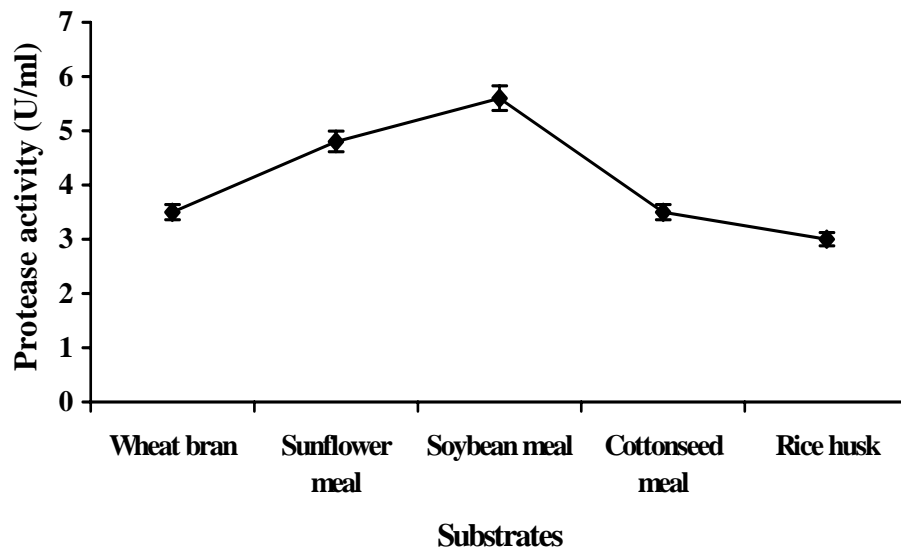 Protease activity (U/ml)
7
6
5
4
3
2
1
0
Wheat bran
Sunflower
meal
Soybean meal
Cottonseed
meal
Rice husk
Substrates